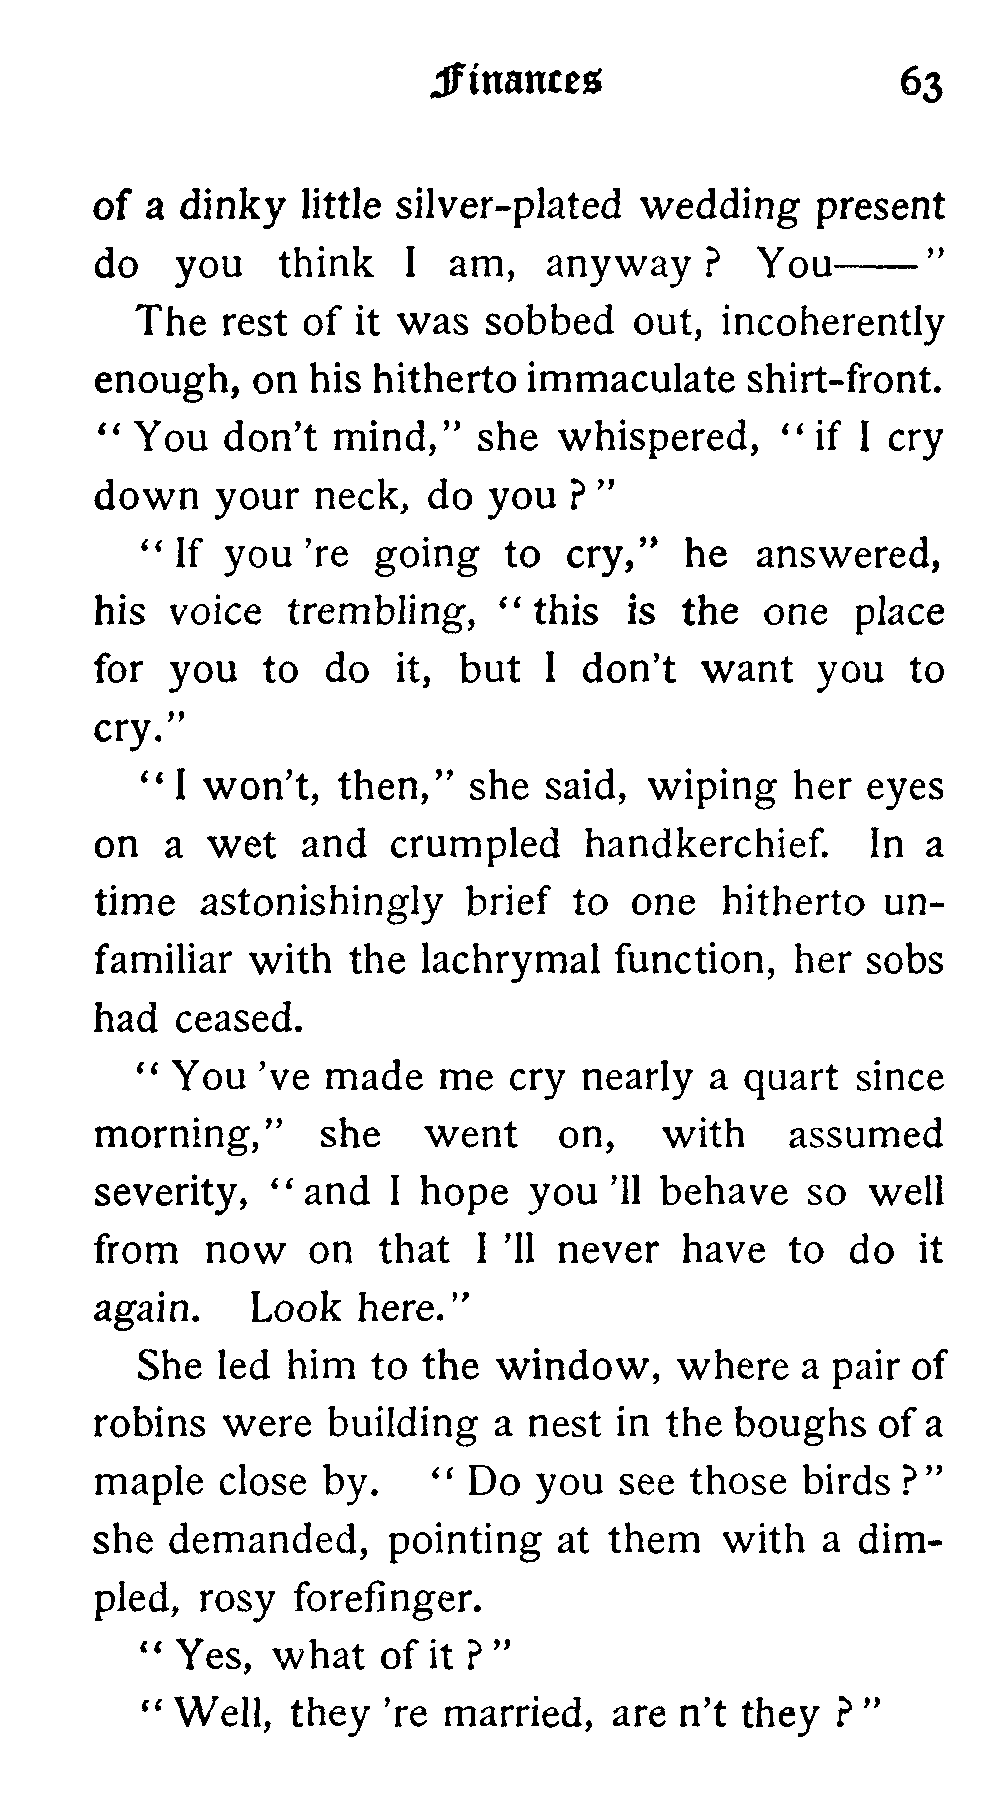 Finances 63
of a dinky little silver-plated wedding present
do you think I am, anyway? You——"
The rest of it was sobbed out, incoherently
enough, on his hitherto immaculate shirt-front.
"You don't mind," she whispered, "if I cry
down your neck, do you?"
"If you 're going to cry," he answered,
his voice trembling, "this is the one place
for you to do it, but I don't want you to
cry."
"I won't, then," she said, wiping her eyes
on a wet and crumpled handkerchief. In a
time astonishingly brief to one hitherto un-
familiar with the lachrymal function, her sobs
had ceased.
"You 've made me cry nearly a quart since
morning," she went on, with assumed
severity, "and I hope you 'll behave so well
from now on that I 'll never have to do it
again. Look here."
She led him to the window, where a pair of
robins were building a nest in the boughs of a
maple close by. "Do you see those birds?"
she demanded, pointing at them with a dim-
pled, rosy forefinger.
"Yes, what of it?"
"Well, they 're married, are n't they?"